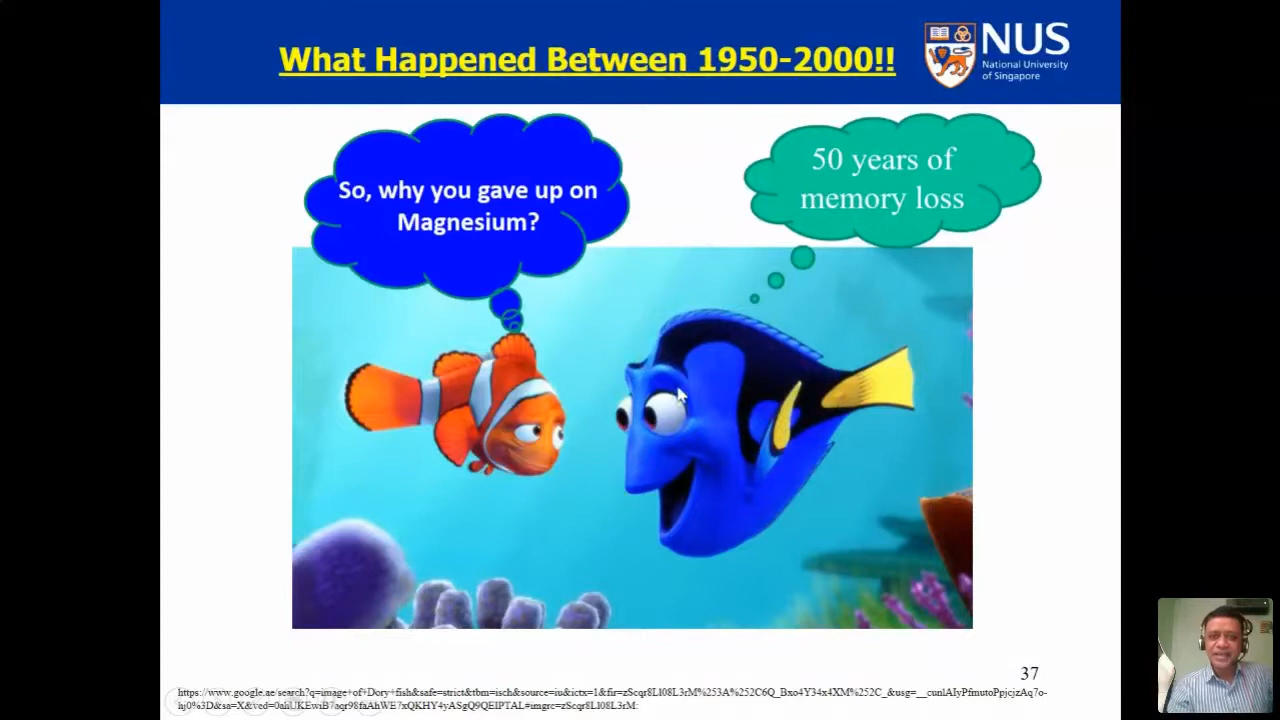 What Happened Between 1950-2000!!
NUS
National University
of Singapore
So, why you gave up on
Magnesium?
50 years of
memory loss
37